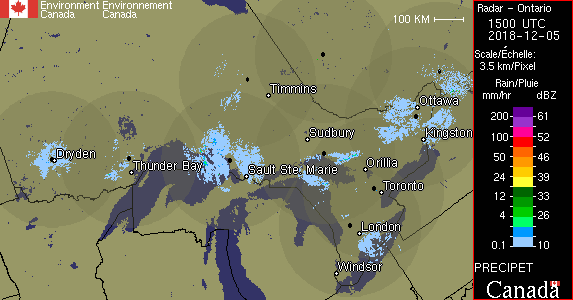 Environment Environnement
Canada Canada
100 KM
Timmins
Ottawa
Sudbury
Kingston
Dryden
Thunder Bay
Sault Ste. Marie
Orillia
Toronto
London
Windsor
Radar - Ontario
1500 UTC
2018-12-05
Scale/Échelle:
3.5 km/Pixel
Rain/Pluie
mm/hr dBZ
200 61
100 52
50 46
24 39
12 33
4 26
2 20
0.1 10
PRECIPET
Canada